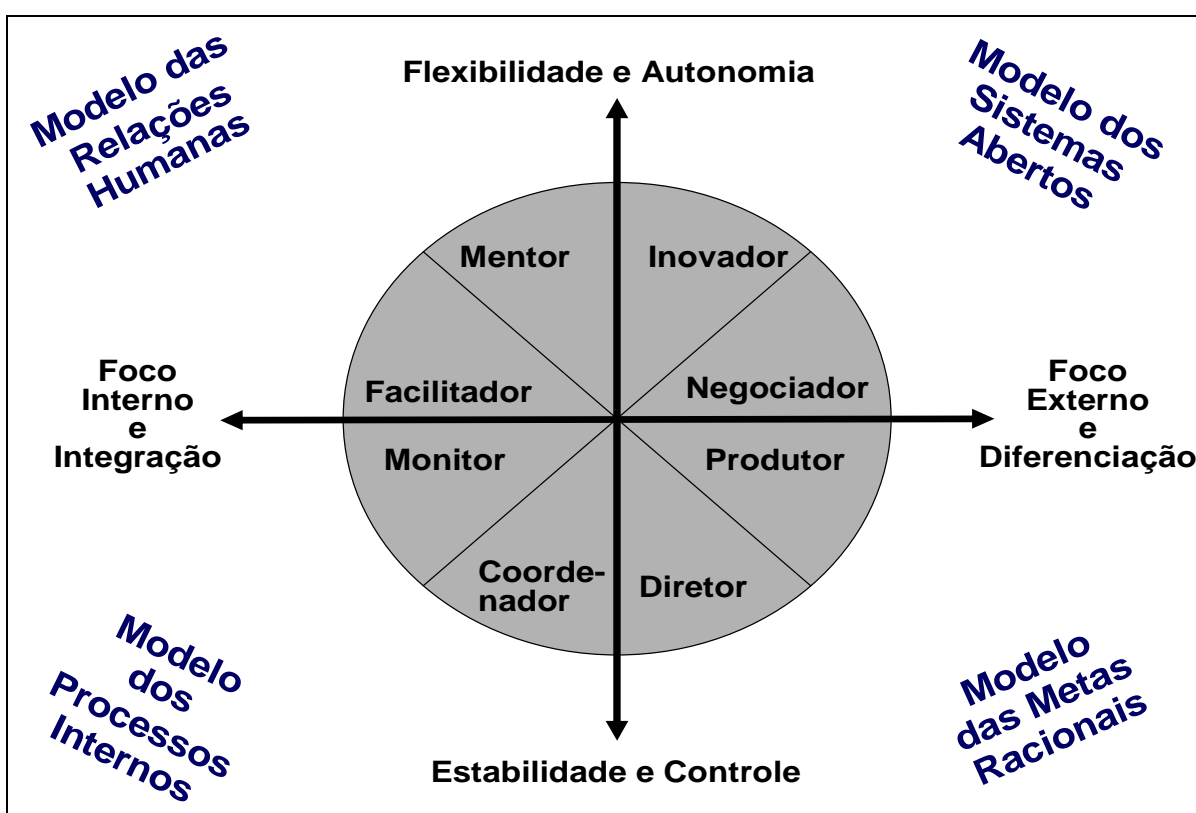 Modelo das
Relações
Humanas
Flexibilidade e Autonomia
Modelo dos
Sistemas
Abertos
Mentor
Inovador
Foco
Interno
e
Integração
Facilitador
Negociador
Foco
Externo
e
Diferenciação
Monitor
Produtor
Coorde-
nador
Diretor
Modelo
dos
Processos
Internos
Estabilidade e Controle
Modelo
das Metas
Racionais